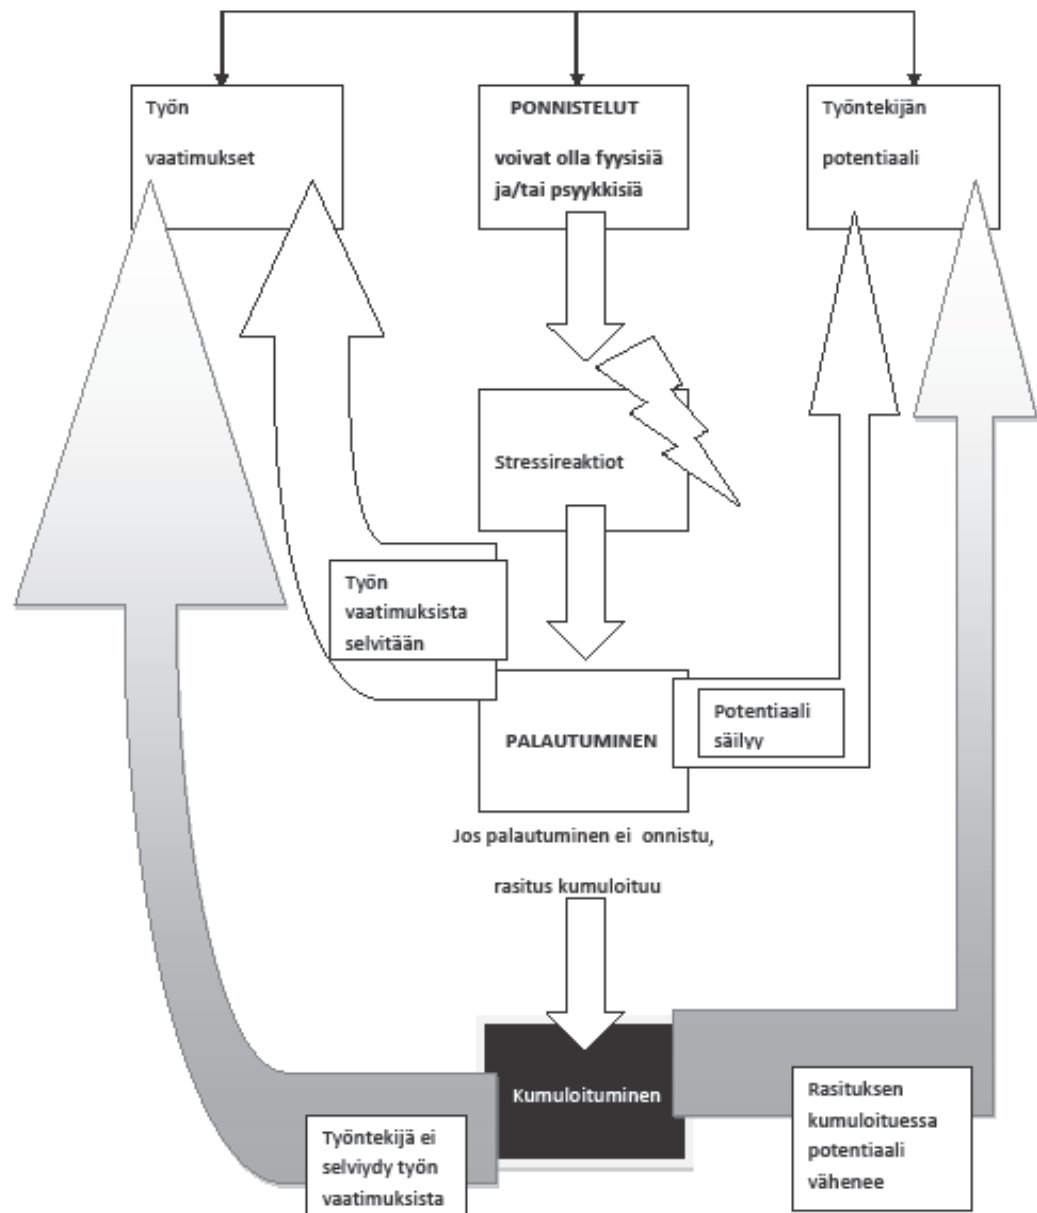 Työn
vaatimukset
PONNISTELUT
voivat olla fyysisiä
ja/tai psyykkisiä
Työntekijän
potentiaali
Stressireaktiot
Työn
vaatimuksista
selvitään
PALAUTUMINEN
Potentiaali
säilyy
Jos palautuminen ei onnistu,
rasitus kumuloituu
Kumuloituminen
Työntekijä ei
selviydy työn
vaatimuksista
Rasituksen
kumuloituessa
potentiaali
vähenee